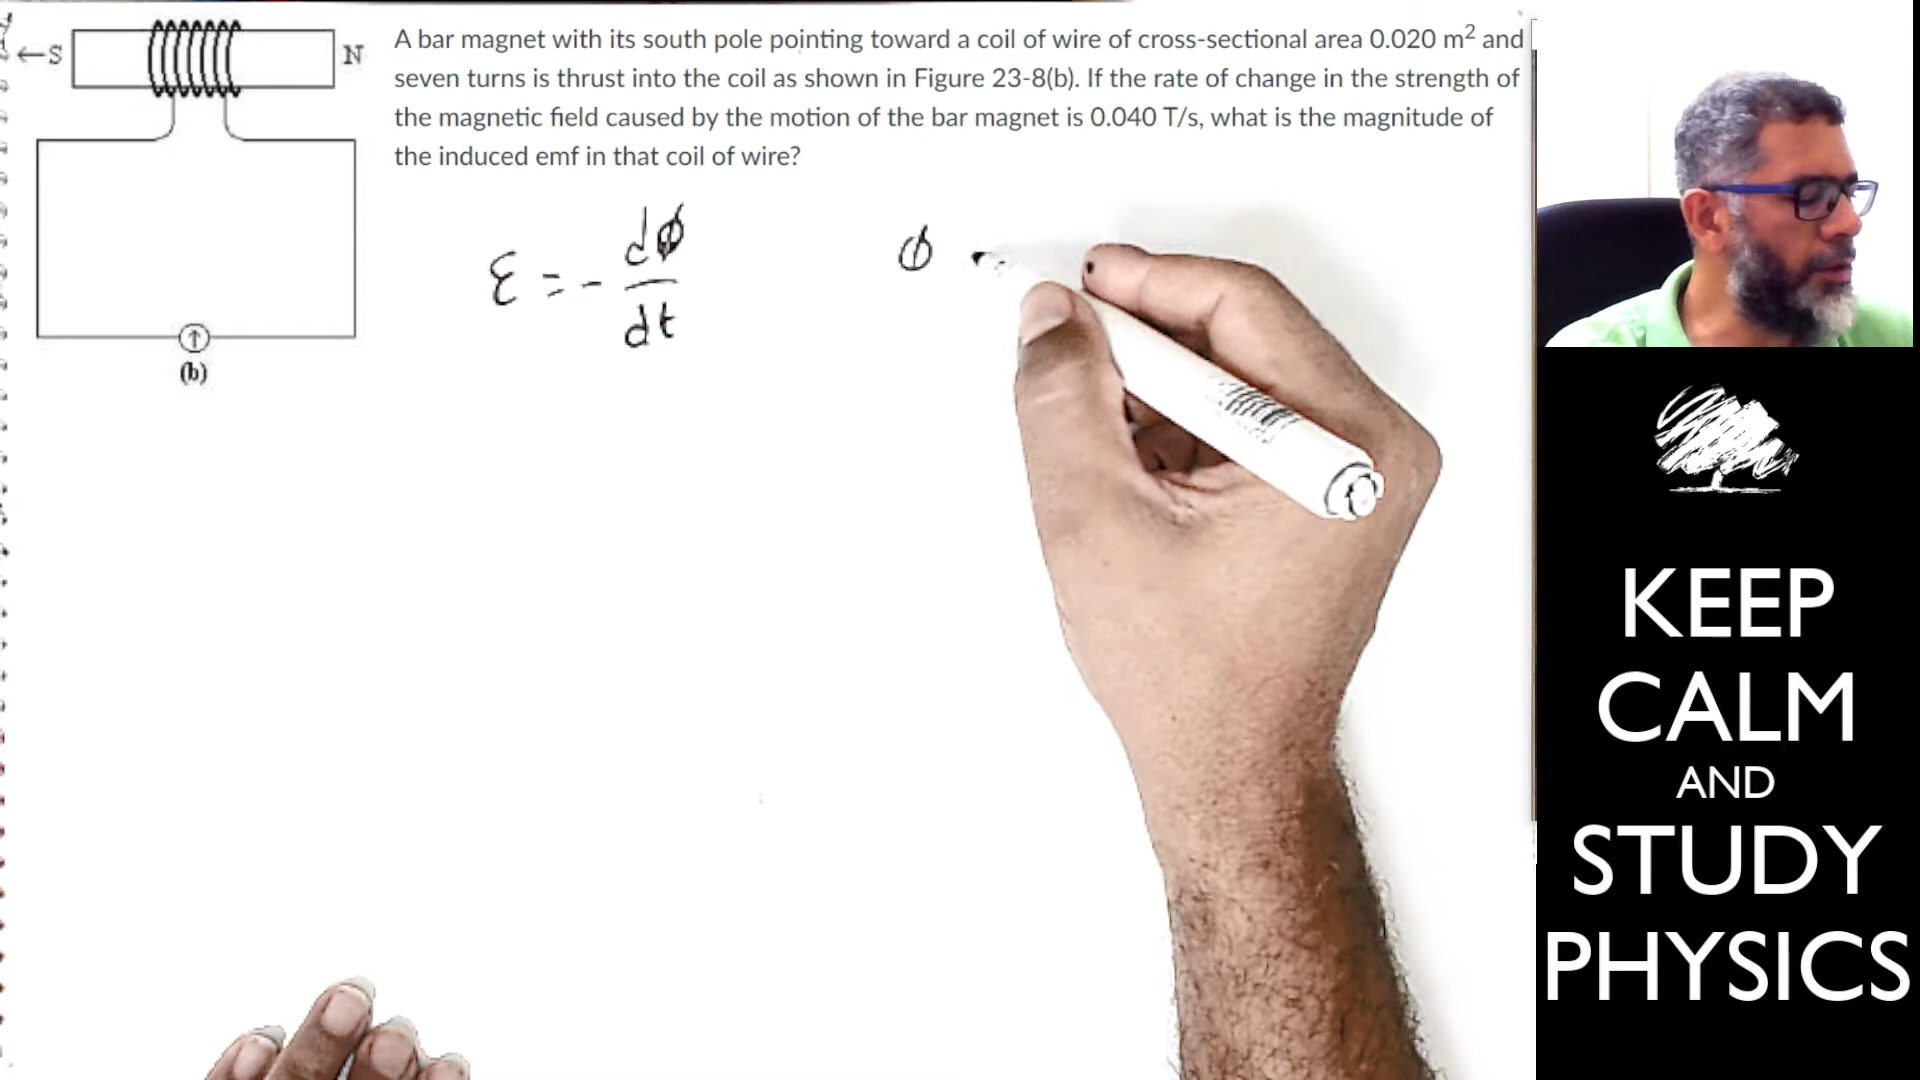 ←S
N
(b)
A bar magnet with its south pole pointing toward a coil of wire of cross-sectional area 0.020 m² and
seven turns is thrust into the coil as shown in Figure 23-8(b). If the rate of change in the strength of
the magnetic field caused by the motion of the bar magnet is 0.040 T/s, what is the magnitude of
the induced emf in that coil of wire?
ε = - dϕ
dt
ϕ
KEEP
CALM
AND
STUDY
PHYSICS